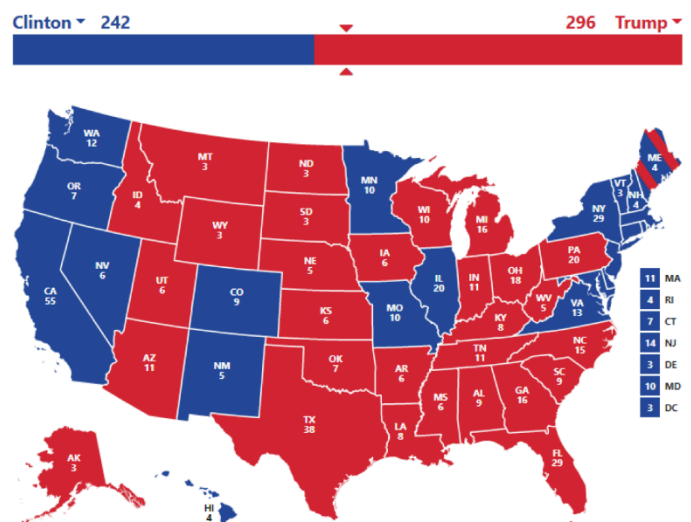 Clinton 242 296 Trump
WA
12
MT
3
ND
3
MN
10
ME
4
VT
3
NH
4
OR
7
ID
4
SD
3
WI
10
NY
29
WY
3
MI
16
IA
6
NE
5
PA
20
NV
6
UT
6
CO
9
IL
20
IN
11
OH
18
CA
55
KS
6
MO
10
WV
5
VA
13
KY
8
NC
15
TN
11
AZ
11
NM
5
OK
7
AR
6
SC
9
MS
6
AL
9
GA
16
TX
38
LA
8
FL
29
AK
3
HI
4
11 MA
4 RI
7 CT
14 NJ
3 DE
10 MD
3 DC